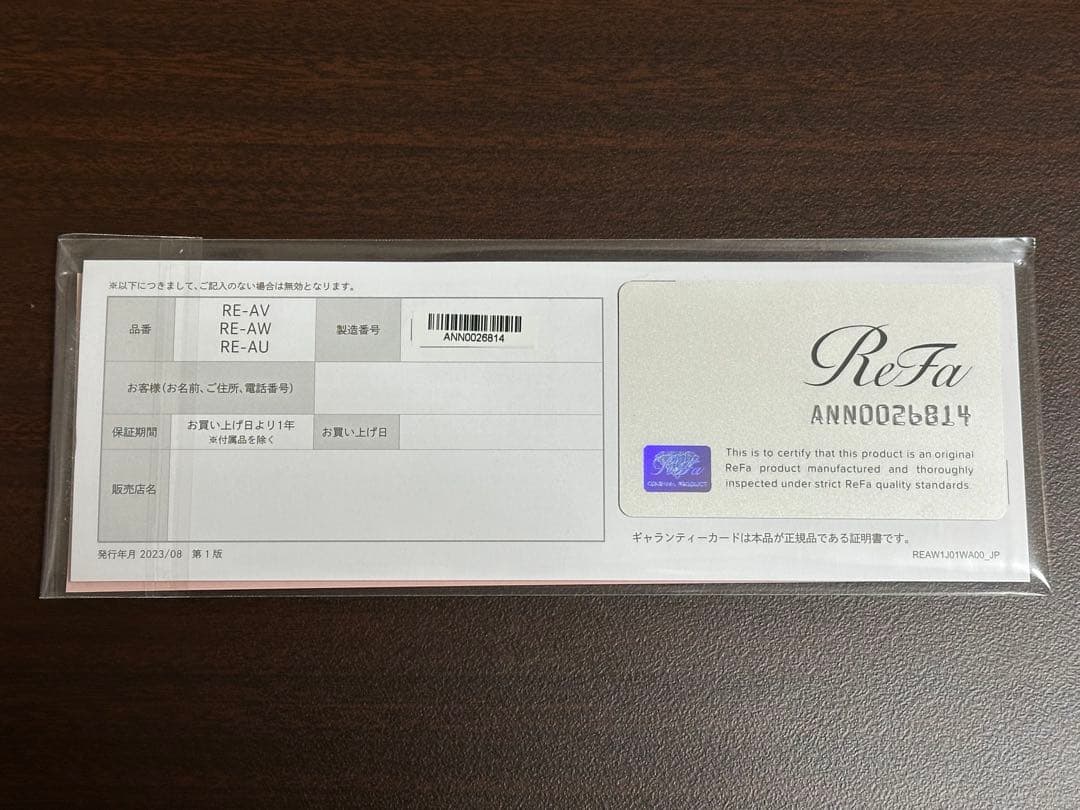 ※以下につきまして、ご記入のない場合は無効となります。
品番
RE-AV
RE-AW
RE-AU
製造番号
ANN0026814
お客様(お名前、ご住所、電話番号)
保証期間
お買い上げ日より1年
※付属品を除く
お買い上げ日
販売店名
発行年月 2023/08 第1版
ReFa
ANN0026814
ReFa
ORIGINAL PRODUCT
This is to certify that this product is an original
ReFa product manufactured and thoroughly
inspected under strict ReFa quality standards.
ギャランティーカードは本品が正規品である証明書です。
REAW1J01WA00_JP